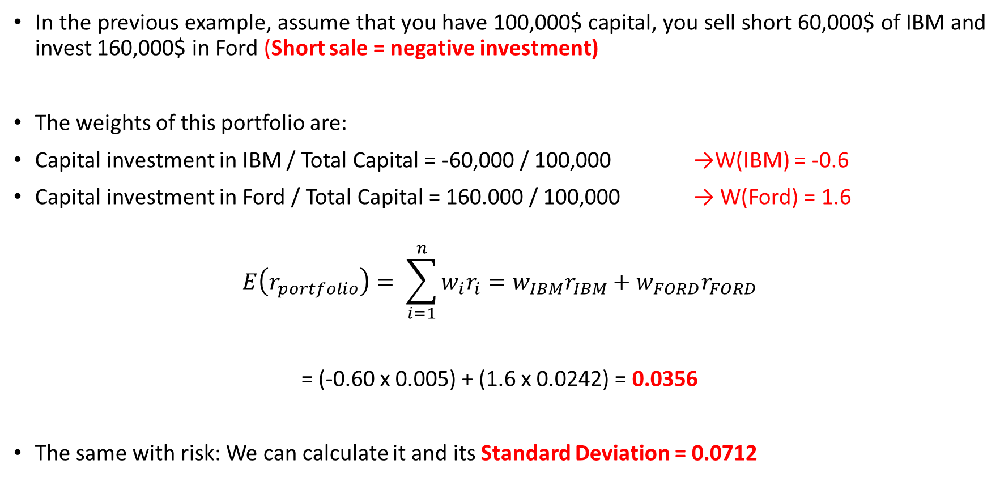 • In the previous example, assume that you have 100,000$ capital, you sell short 60,000$ of IBM and
invest 160,000$ in Ford (Short sale = negative investment)
• The weights of this portfolio are:
• Capital investment in IBM / Total Capital = -60,000 / 100,000 →W(IBM) = -0.6
• Capital investment in Ford / Total Capital = 160.000 / 100,000 → W(Ford) = 1.6
E(r_{portfolio}) = \sum_{i=1}^{n} w_i r_i = w_{IBM} r_{IBM} + w_{FORD} r_{FORD}
= (-0.60 x 0.005) + (1.6 x 0.0242) = 0.0356
• The same with risk: We can calculate it and its Standard Deviation = 0.0712